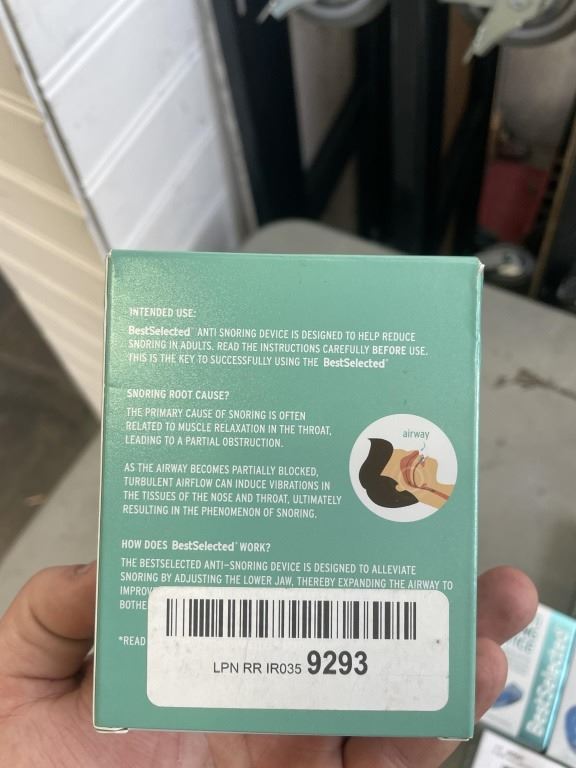 INTENDED USE:
BestSelected™ ANTI SNORING DEVICE IS DESIGNED TO HELP REDUCE
SNORING IN ADULTS. READ THE INSTRUCTIONS CAREFULLY BEFORE USE.
THIS IS THE KEY TO SUCCESSFULLY USING THE BestSelected™
SNORING ROOT CAUSE?
THE PRIMARY CAUSE OF SNORING IS OFTEN
RELATED TO MUSCLE RELAXATION IN THE THROAT,
LEADING TO A PARTIAL OBSTRUCTION.
airway
AS THE AIRWAY BECOMES PARTIALLY BLOCKED,
TURBULENT AIRFLOW CAN INDUCE VIBRATIONS IN
THE TISSUES OF THE NOSE AND THROAT, ULTIMATELY
RESULTING IN THE PHENOMENON OF SNORING.
HOW DOES BestSelected™ WORK?
THE BESTSELECTED ANTI-SNORING DEVICE IS DESIGNED TO ALLEVIATE
SNORING BY ADJUSTING THE LOWER JAW, THEREBY EXPANDING THE AIRWAY TO
IMPROV
BOTHE
*READ
LPN RR IR035 9293
BestSelected